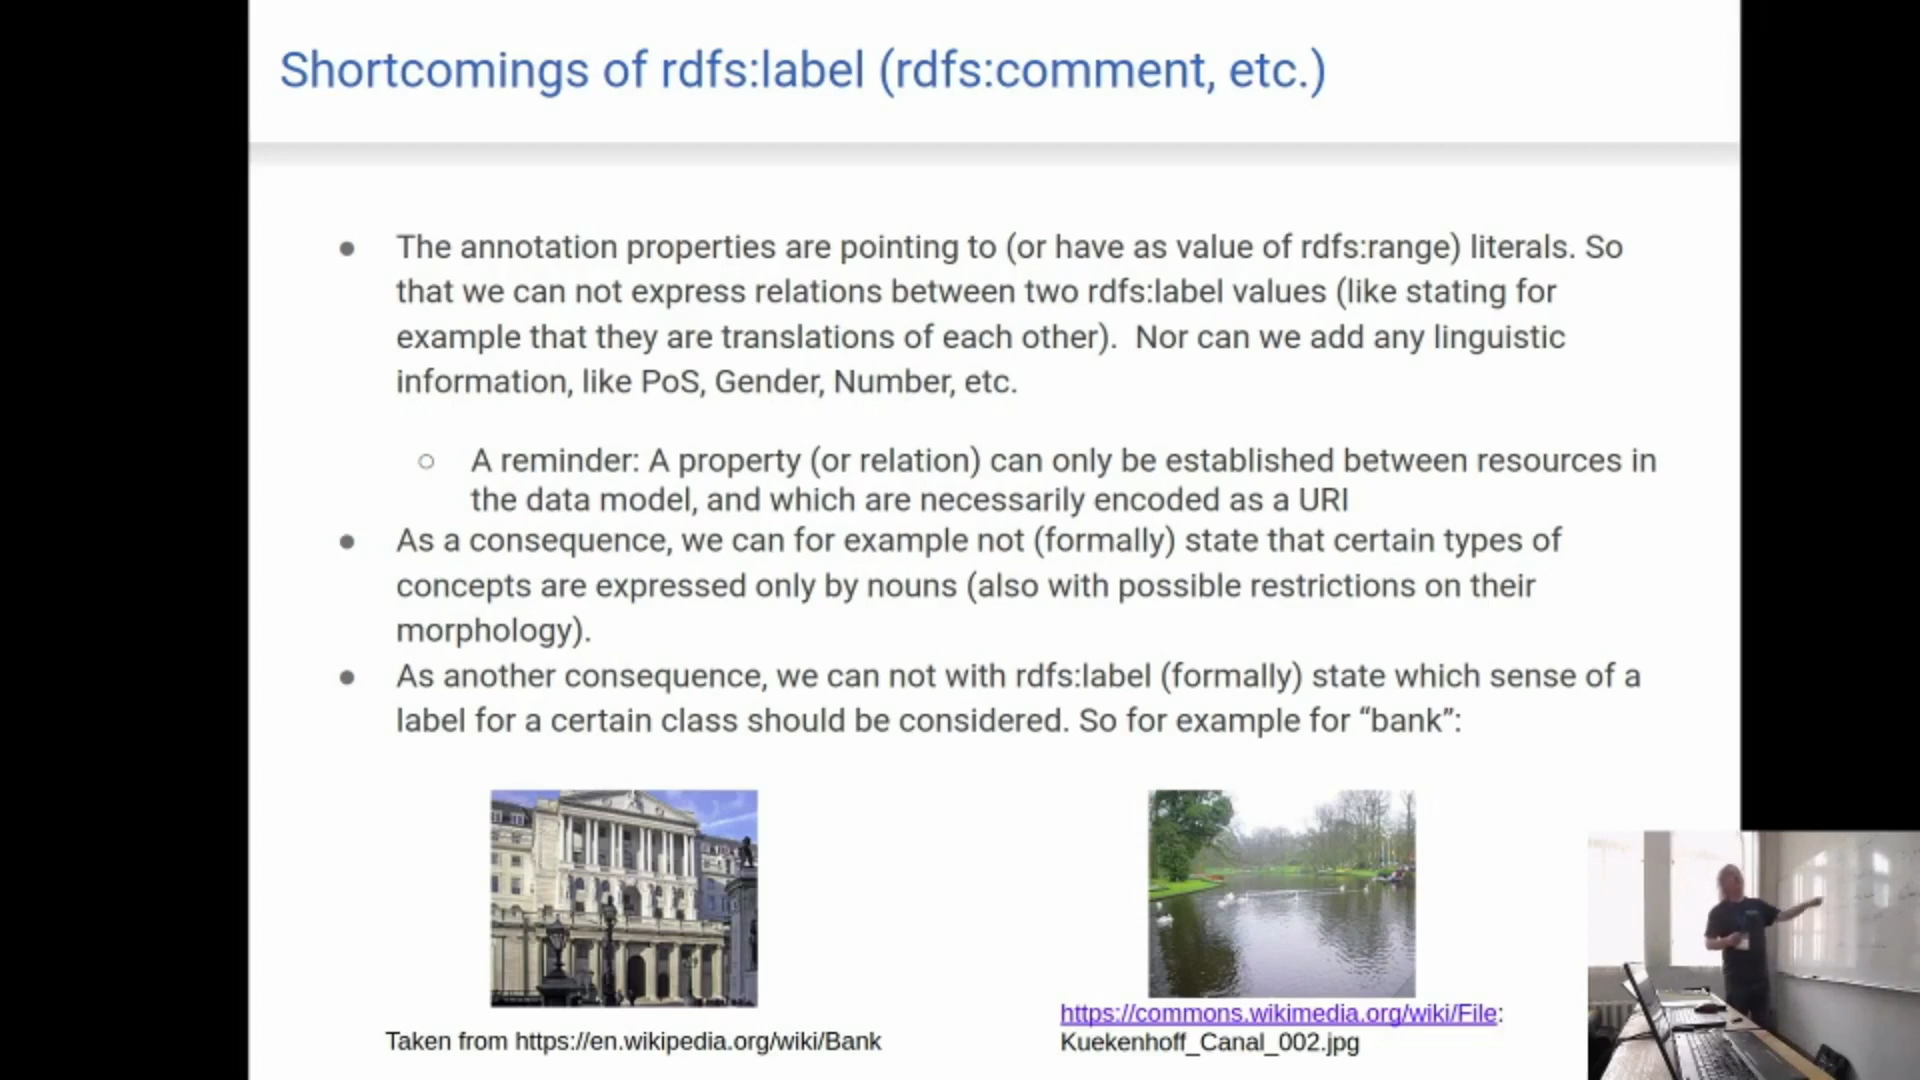 Shortcomings of rdfs:label (rdfs:comment, etc.)
● The annotation properties are pointing to (or have as value of rdfs:range) literals. So
that we can not express relations between two rdfs:label values (like stating for
example that they are translations of each other).  Nor can we add any linguistic
information, like PoS, Gender, Number, etc.
○ A reminder: A property (or relation) can only be established between resources in
the data model, and which are necessarily encoded as a URI
● As a consequence, we can for example not (formally) state that certain types of
concepts are expressed only by nouns (also with possible restrictions on their
morphology).
● As another consequence, we can not with rdfs:label (formally) state which sense of a
label for a certain class should be considered. So for example for “bank”:
Taken from https://en.wikipedia.org/wiki/Bank
https://commons.wikimedia.org/wiki/File:
Kuekenhoff_Canal_002.jpg